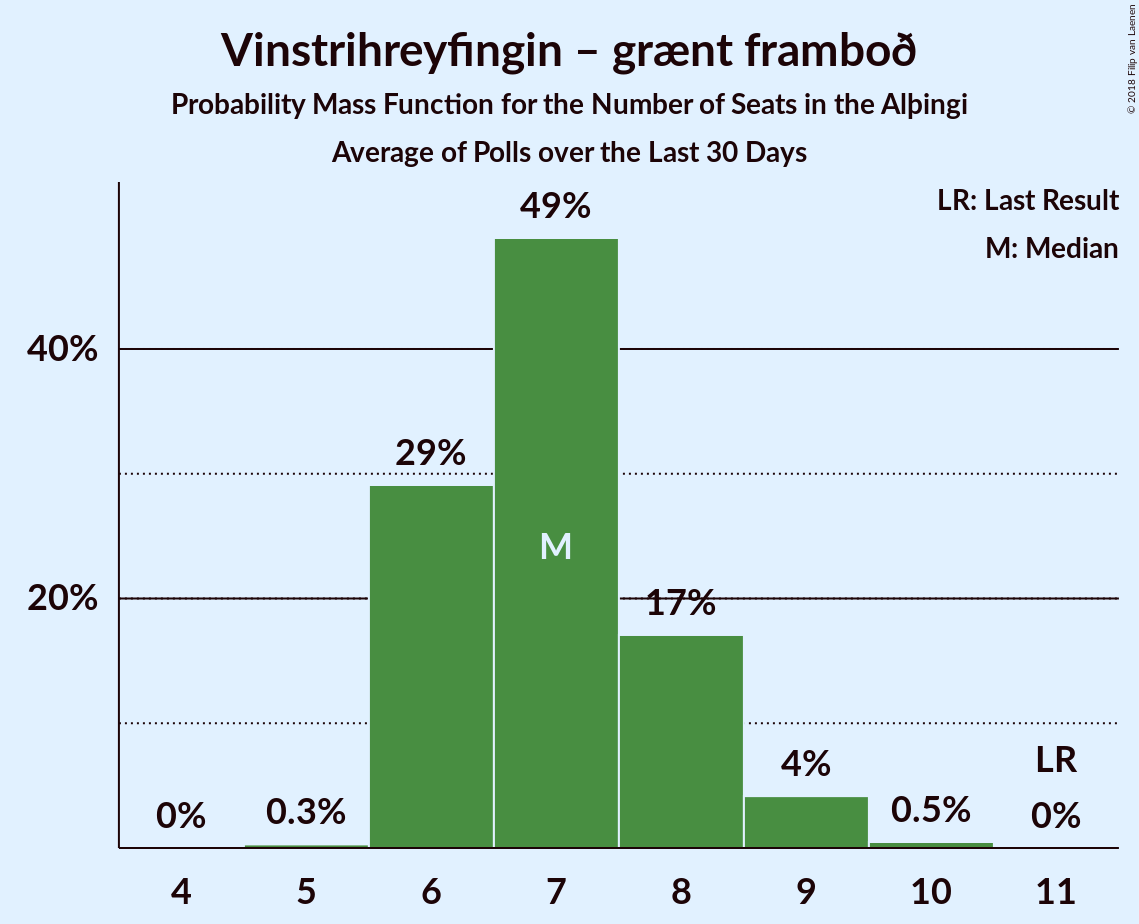 Vinstrihreyfingin – grænt framboð
Probability Mass Function for the Number of Seats in the Alþingi
Average of Polls over the Last 30 Days
© 2018 Filip van Laenen
LR: Last Result
M: Median
49%
40%
29%
M
20%
17%
LR
4%
0%
0.3%
0.5%
0%
4
5
6
7
8
9
10
11